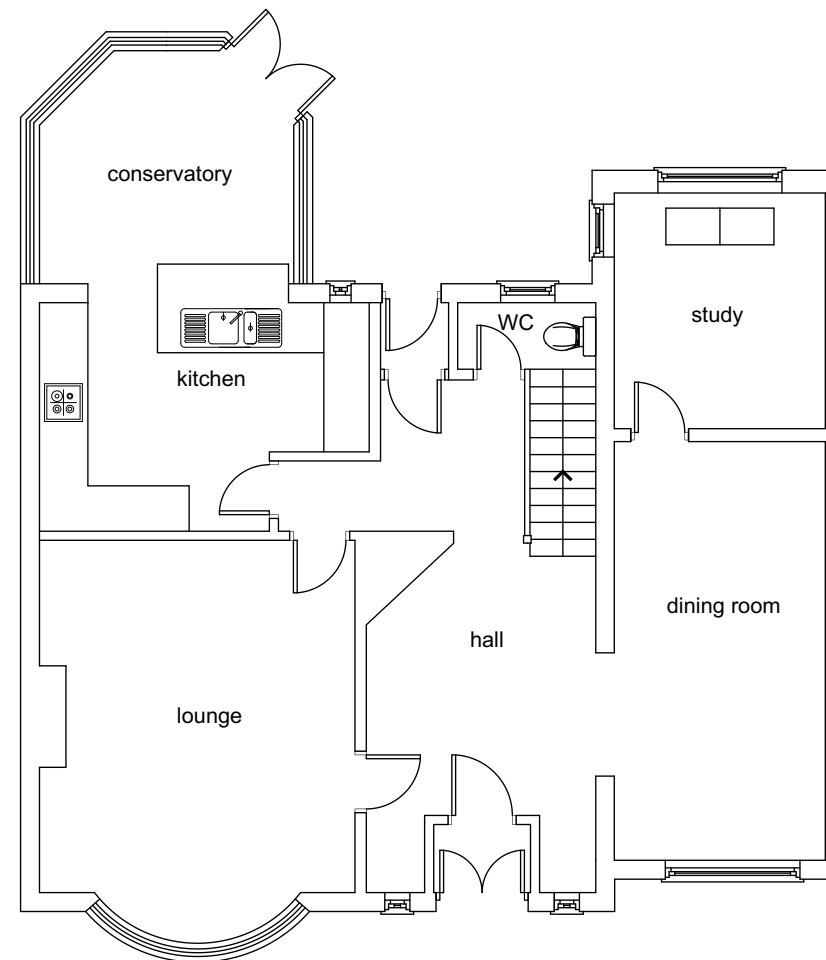 conservatory
WC
study
kitchen
dining room
hall
lounge